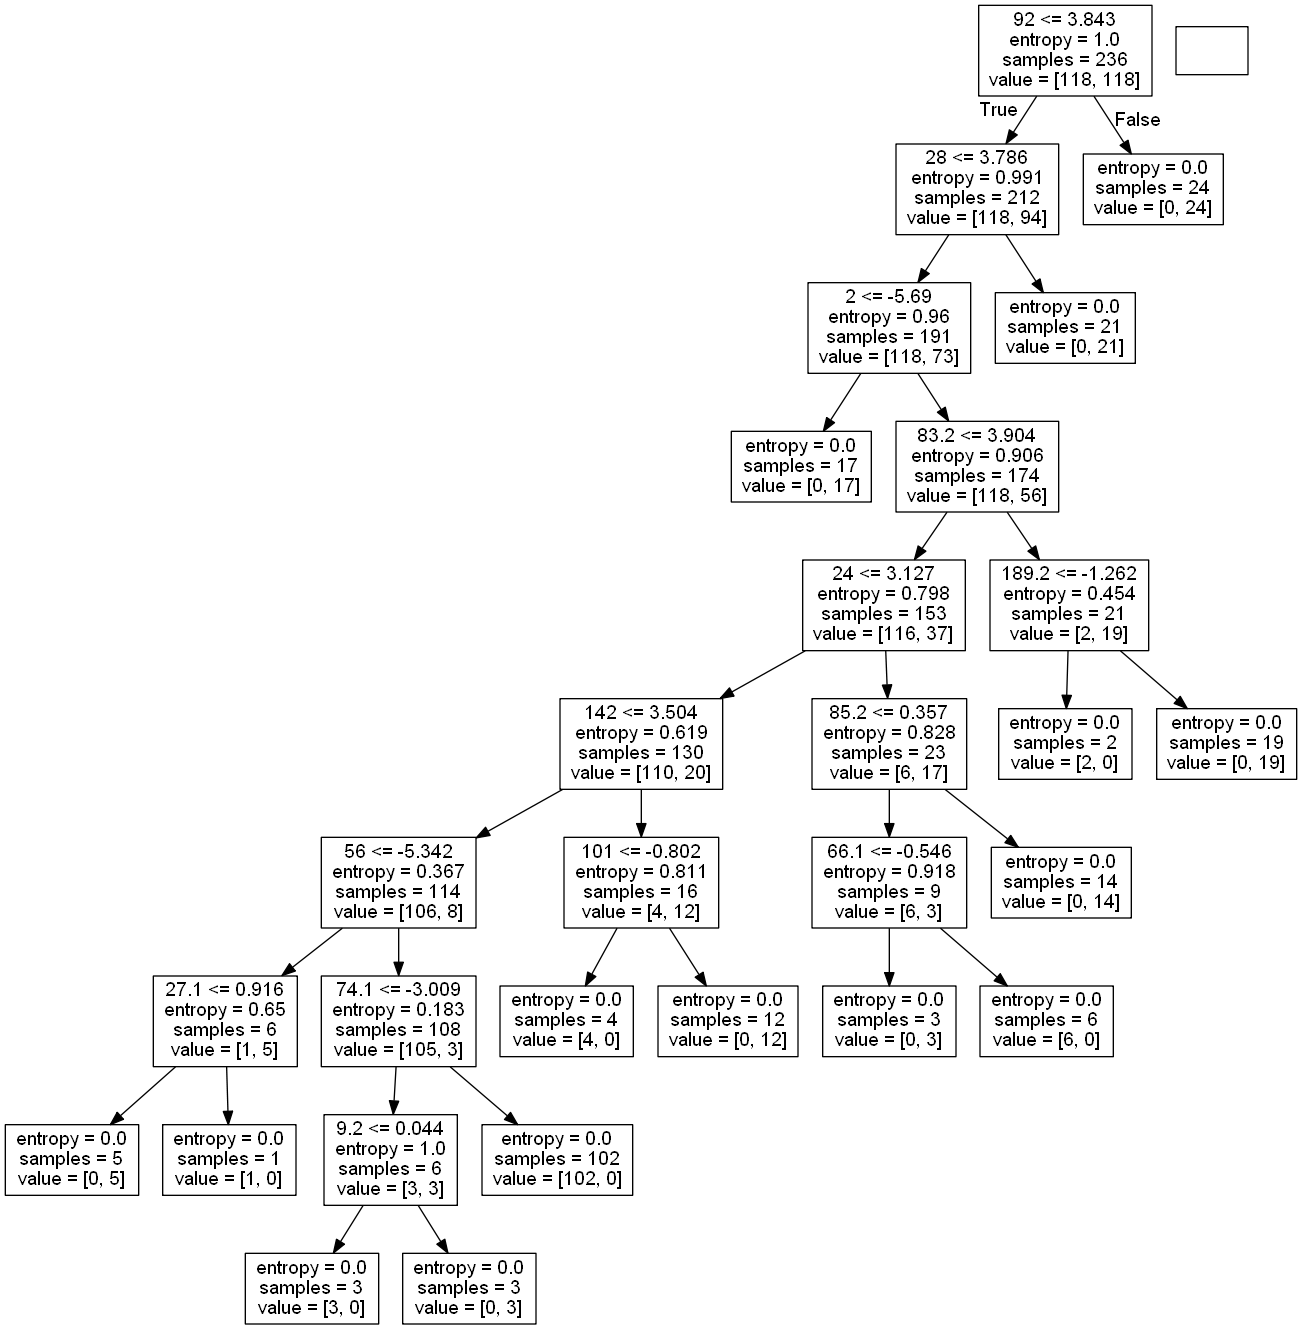 92 <= 3.843
entropy = 1.0
samples = 236
value = [118, 118]
True
False
28 <= 3.786
entropy = 0.991
samples = 212
value = [118, 94]
entropy = 0.0
samples = 24
value = [0, 24]
2 <= -5.69
entropy = 0.96
samples = 191
value = [118, 73]
entropy = 0.0
samples = 21
value = [0, 21]
entropy = 0.0
samples = 17
value = [0, 17]
83.2 <= 3.904
entropy = 0.906
samples = 174
value = [118, 56]
24 <= 3.127
entropy = 0.798
samples = 153
value = [116, 37]
189.2 <= -1.262
entropy = 0.454
samples = 21
value = [2, 19]
142 <= 3.504
entropy = 0.619
samples = 130
value = [110, 20]
85.2 <= 0.357
entropy = 0.828
samples = 23
value = [6, 17]
entropy = 0.0
samples = 2
value = [2, 0]
entropy = 0.0
samples = 19
value = [0, 19]
56 <= -5.342
entropy = 0.367
samples = 114
value = [106, 8]
101 <= -0.802
entropy = 0.811
samples = 16
value = [4, 12]
66.1 <= -0.546
entropy = 0.918
samples = 9
value = [6, 3]
entropy = 0.0
samples = 14
value = [0, 14]
27.1 <= 0.916
entropy = 0.65
samples = 6
value = [1, 5]
74.1 <= -3.009
entropy = 0.183
samples = 108
value = [105, 3]
entropy = 0.0
samples = 4
value = [4, 0]
entropy = 0.0
samples = 12
value = [0, 12]
entropy = 0.0
samples = 3
value = [0, 3]
entropy = 0.0
samples = 6
value = [6, 0]
entropy = 0.0
samples = 5
value = [0, 5]
entropy = 0.0
samples = 1
value = [1, 0]
9.2 <= 0.044
entropy = 1.0
samples = 6
value = [3, 3]
entropy = 0.0
samples = 102
value = [102, 0]
entropy = 0.0
samples = 3
value = [3, 0]
entropy = 0.0
samples = 3
value = [0, 3]